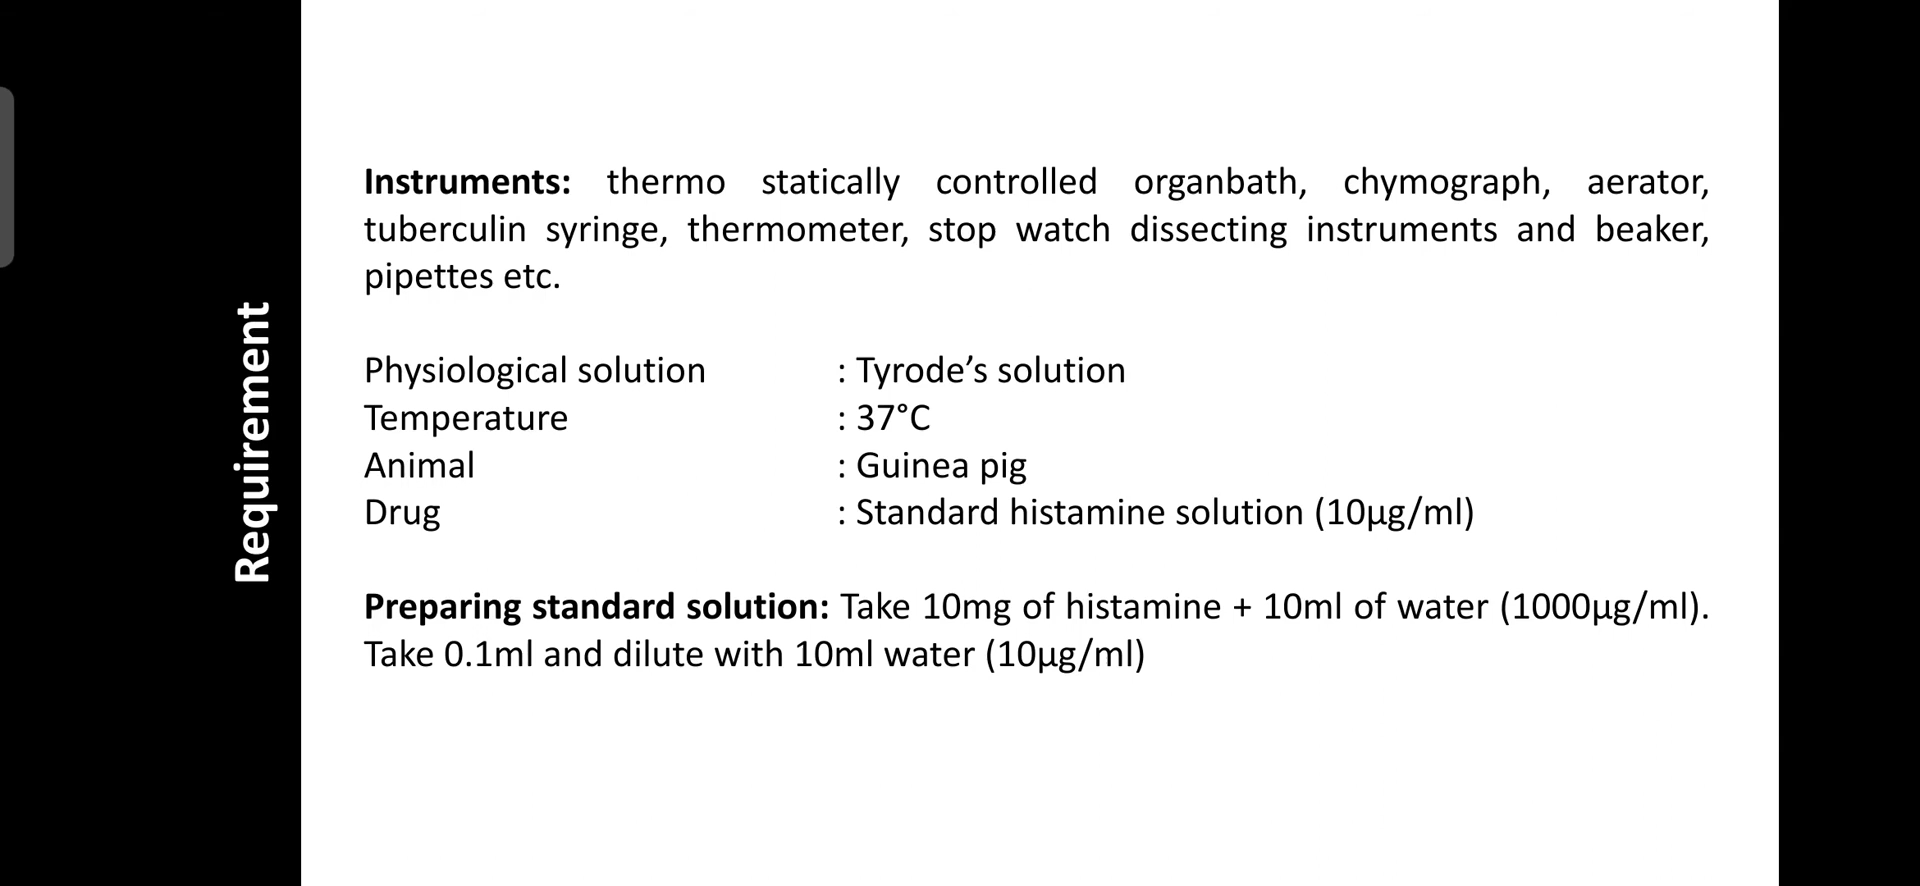 Requirement
Instruments: thermo statically controlled organbath, chymograph, aerator,
tuberculin syringe, thermometer, stop watch dissecting instruments and beaker,
pipettes etc.
Physiological solution : Tyrode’s solution
Temperature : 37°C
Animal : Guinea pig
Drug : Standard histamine solution (10µg/ml)
Preparing standard solution: Take 10mg of histamine + 10ml of water (1000µg/ml).
Take 0.1ml and dilute with 10ml water (10µg/ml)